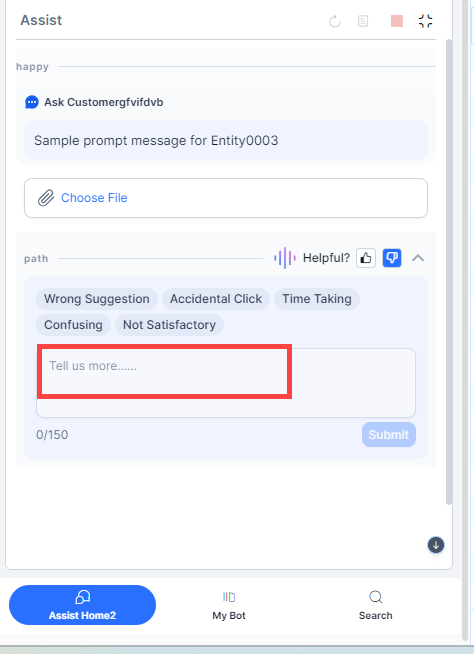 Assist
happy
Ask Customergfvifdvb
Sample prompt message for Entity0003
Choose File
path Helpful?
Wrong Suggestion Accidental Click Time Taking
Confusing Not Satisfactory
Tell us more......
0/150 Submit
Assist Home2 My Bot Search